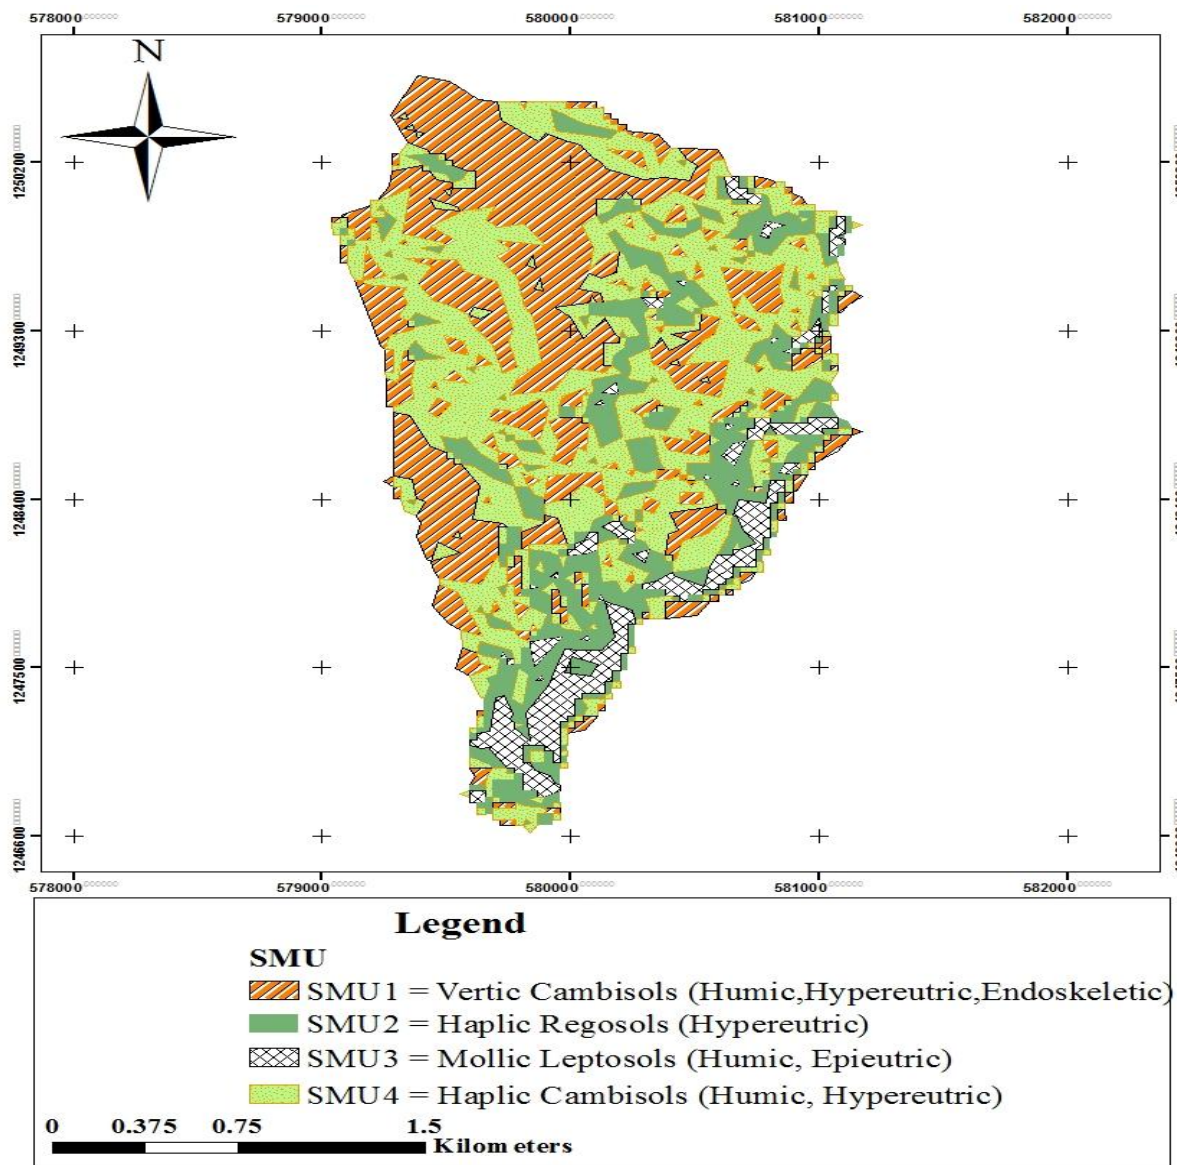 578000 579000 580000 581000 582000
N
1250200
1249300
1248400
1247500
1246600
578000 579000 580000 581000 582000
Legend
SMU
SMU1 = Vertic Cambisols (Humic,Hypereutric,Endoskeletic)
SMU2 = Haplic Regosols (Hypereutric)
SMU3 = Mollic Leptosols (Humic, Epieutric)
SMU4 = Haplic Cambisols (Humic, Hypereutric)
0 0.375 0.75 1.5
Kilometers